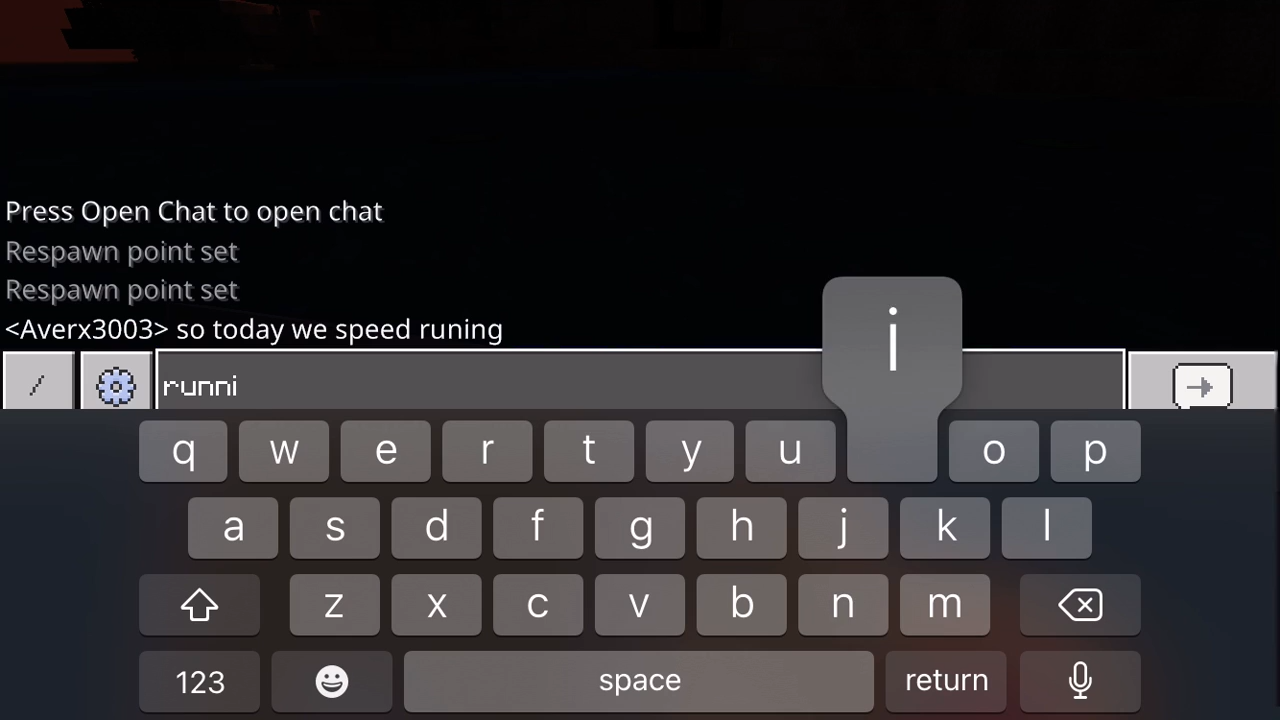 Press Open Chat to open chat
Respawn point set
Respawn point set
<Averx3003> so today we speed runing
/ runni
i
q w e r t y u o p
a s d f g h j k l
z x c v b n m
123 space return